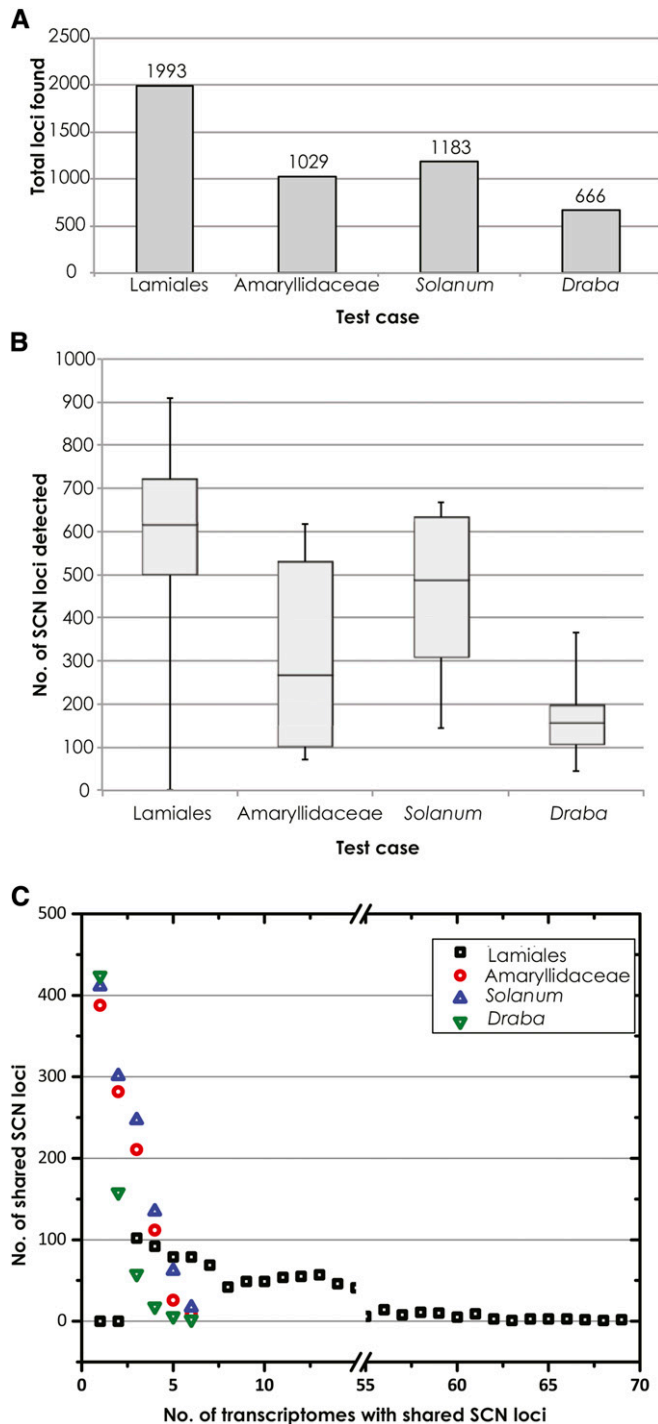 A
Total loci found
2500
2000
1500
1000
500
0
1993
1029
1183
666
Lamiales Amaryllidaceae Solanum Draba
Test case
B
No. of SCN loci detected
1000
900
800
700
600
500
400
300
200
100
0
Lamiales Amaryllidaceae Solanum Draba
Test case
C
No. of shared SCN loci
500
400
300
200
100
0
Lamiales
Amaryllidaceae
Solanum
Draba
0 5 10 55 60 65 70
No. of transcriptomes with shared SCN loci